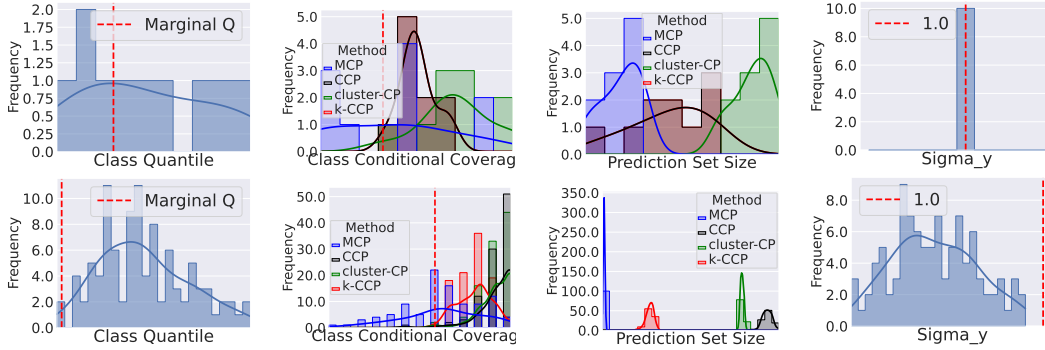 2.0
1.75
1.5
1.25
1.0
0.75
0.5
0.25
0.0
Frequency
Marginal Q
Class Quantile
5.0
4.0
3.0
2.0
1.0
0.0
Frequency
Method
MCP
CCP
cluster-CP
k-CCP
Class Conditional Coverag
5.0
4.0
3.0
2.0
1.0
0.0
Frequency
Method
MCP
CCP
cluster-CP
k-CCP
Prediction Set Size
10.0
8.0
6.0
4.0
2.0
0.0
Frequency
1.0
Sigma_y
10.0
8.0
6.0
4.0
2.0
0.0
Frequency
Marginal Q
Class Quantile
50.0
40.0
30.0
20.0
10.0
0.0
Frequency
Method
MCP
CCP
cluster-CP
k-CCP
Class Conditional Coverag
350.0
300.0
250.0
200.0
150.0
100.0
50.0
0.0
Frequency
Method
MCP
CCP
cluster-CP
k-CCP
Prediction Set Size
8.0
6.0
4.0
2.0
0.0
Frequency
1.0
Sigma_y